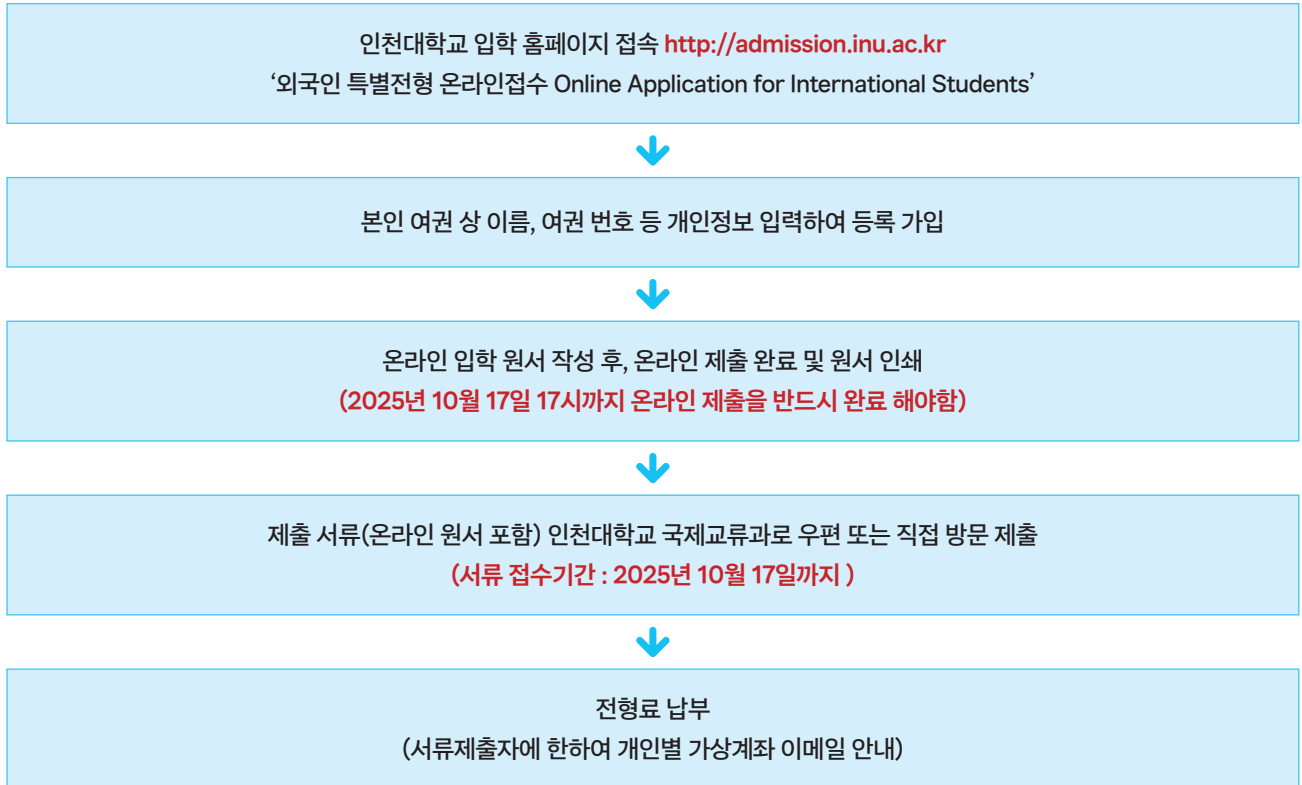 인천대학교 입학 홈페이지 접속 http://admission.inu.ac.kr
‘외국인 특별전형 온라인접수 Online Application for International Students’
본인 여권 상 이름, 여권 번호 등 개인정보 입력하여 등록 가입
온라인 입학 원서 작성 후, 온라인 제출 완료 및 원서 인쇄
(2025년 10월 17일 17시까지 온라인 제출을 반드시 완료 해야함)
제출 서류(온라인 원서 포함) 인천대학교 국제교류과로 우편 또는 직접 방문 제출
(서류 접수기간 : 2025년 10월 17일까지 )
전형료 납부
(서류제출자에 한하여 개인별 가상계좌 이메일 안내)